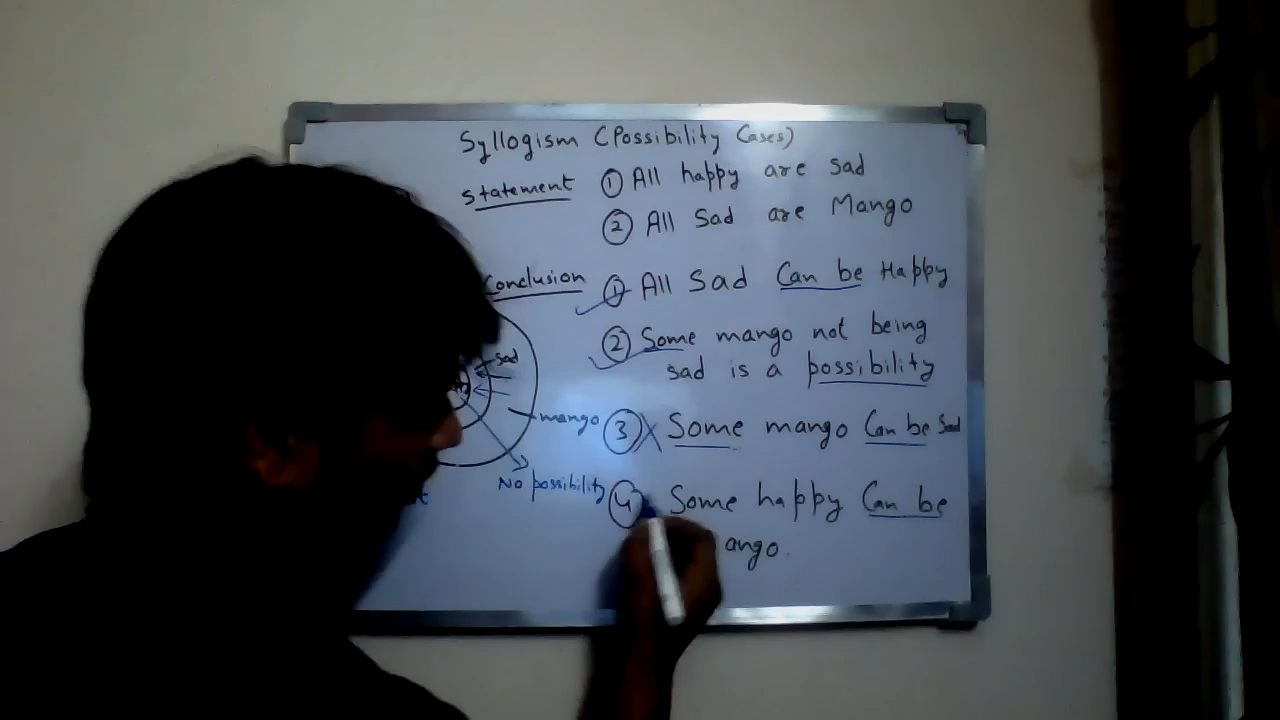 Syllogism (Possibility Cases)
Statement ① All happy are sad
② All Sad are Mango
Conclusion ① All Sad Can be Happy
② Some mango not being
sad is a possibility
sad
mango
③ Some mango Can be Sad
No possibility
④ Some happy Can be
ango